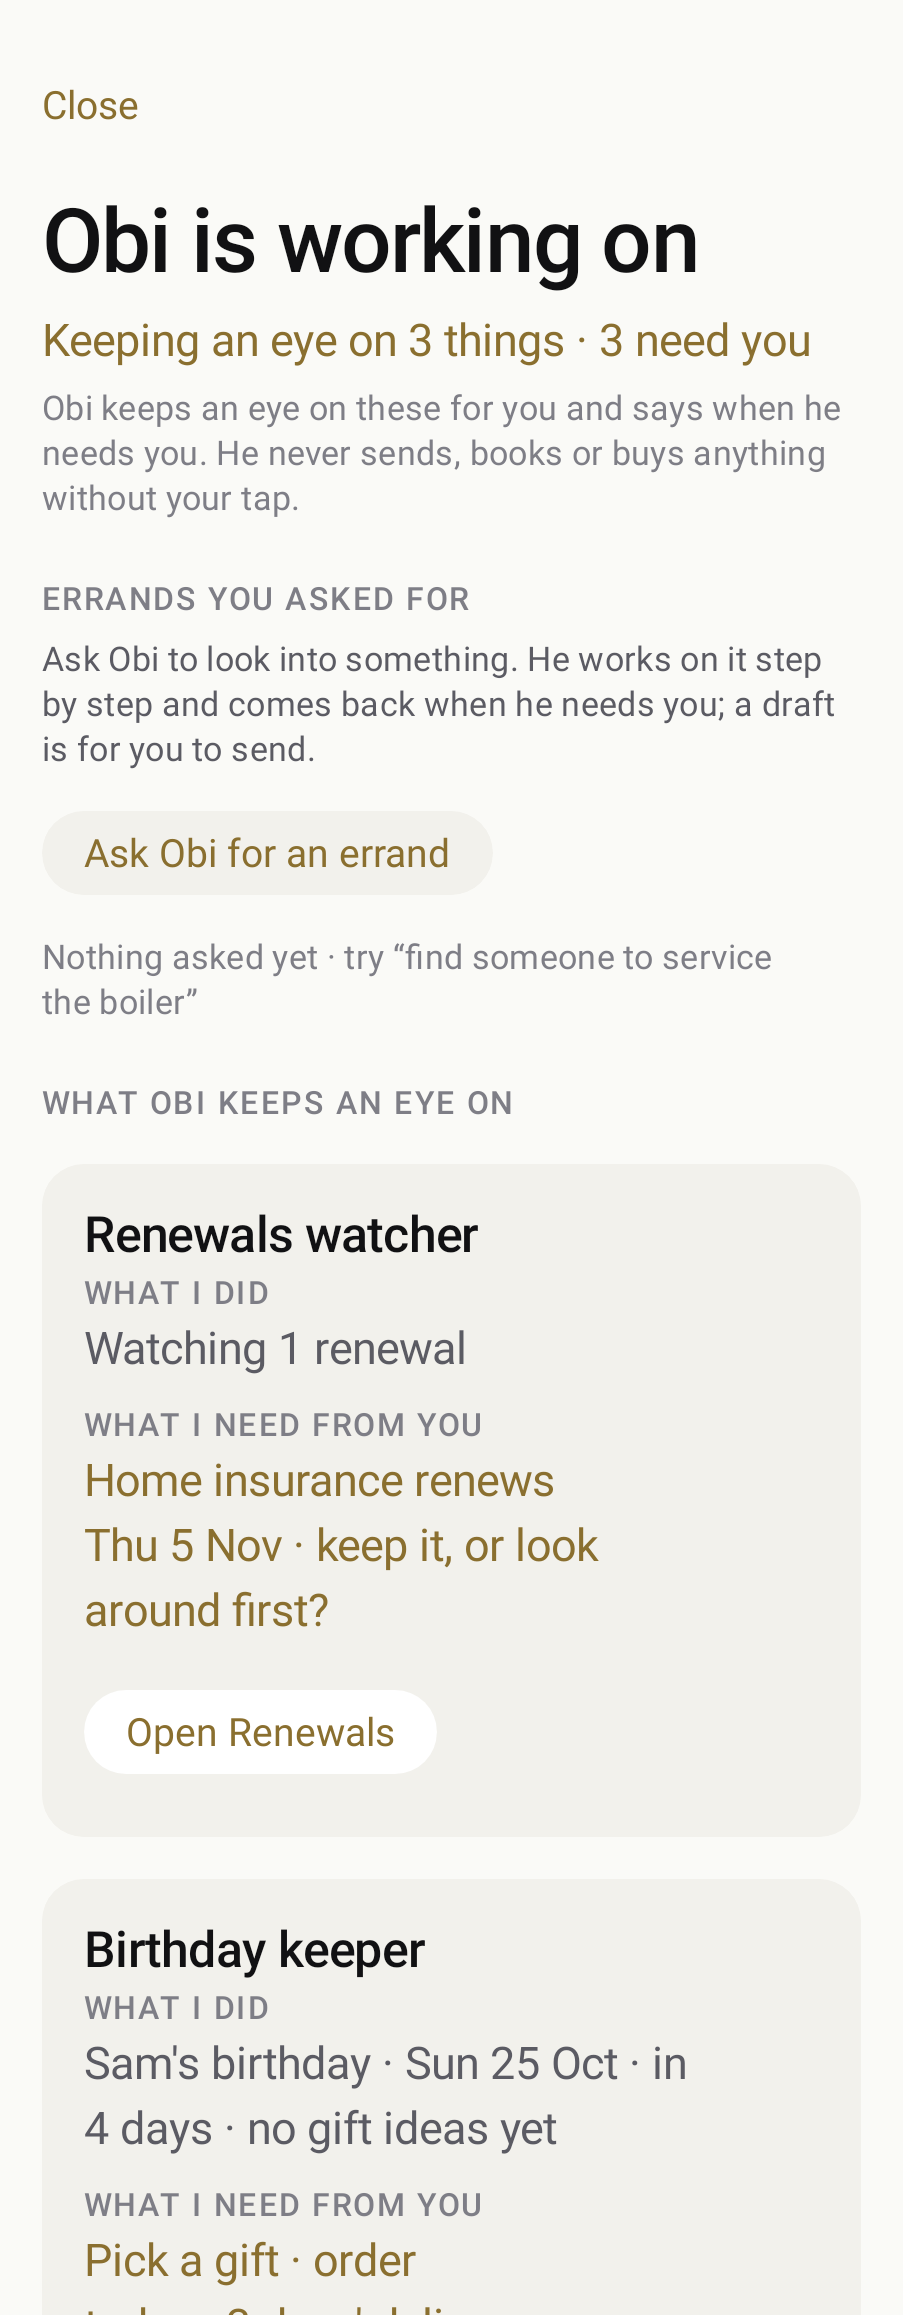 Close
Obi is working on
Keeping an eye on 3 things · 3 need you
Obi keeps an eye on these for you and says when he
needs you. He never sends, books or buys anything
without your tap.
ERRANDS YOU ASKED FOR
Ask Obi to look into something. He works on it step
by step and comes back when he needs you; a draft
is for you to send.
Ask Obi for an errand
Nothing asked yet · try “find someone to service
the boiler”
WHAT OBI KEEPS AN EYE ON
Renewals watcher
WHAT I DID
Watching 1 renewal
WHAT I NEED FROM YOU
Home insurance renews
Thu 5 Nov · keep it, or look
around first?
Open Renewals
Birthday keeper
WHAT I DID
Sam's birthday · Sun 25 Oct · in
4 days · no gift ideas yet
WHAT I NEED FROM YOU
Pick a gift · order